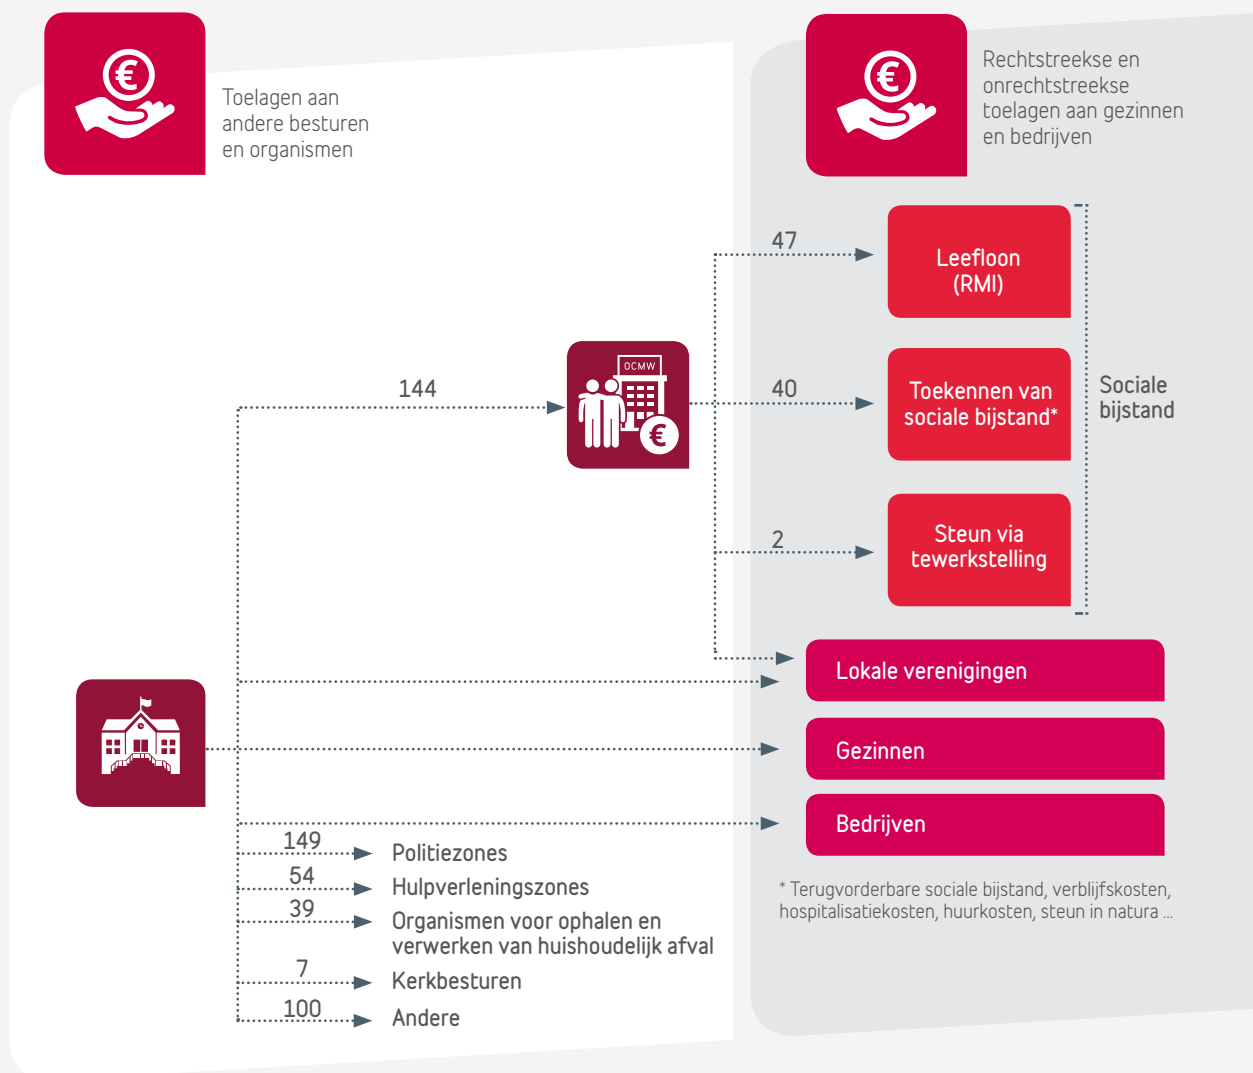 Toelagen aan
andere besturen
en organismen
Rechtstreekse en
onrechtstreekse
toelagen aan gezinnen
en bedrijven
47
Leefloon
(RMI)
144
OCMW
40
Toekennen van
sociale bijstand*
Sociale
bijstand
2
Steun via
tewerkstelling
Lokale verenigingen
Gezinnen
Bedrijven
149
Politiezones
54
Hulpverleningszones
39
Organismen voor ophalen en
verwerken van huishoudelijk afval
7
Kerkbesturen
100
Andere
* Terugvorderbare sociale bijstand, verblijfskosten,
hospitalisatiekosten, huurkosten, steun in natura ...